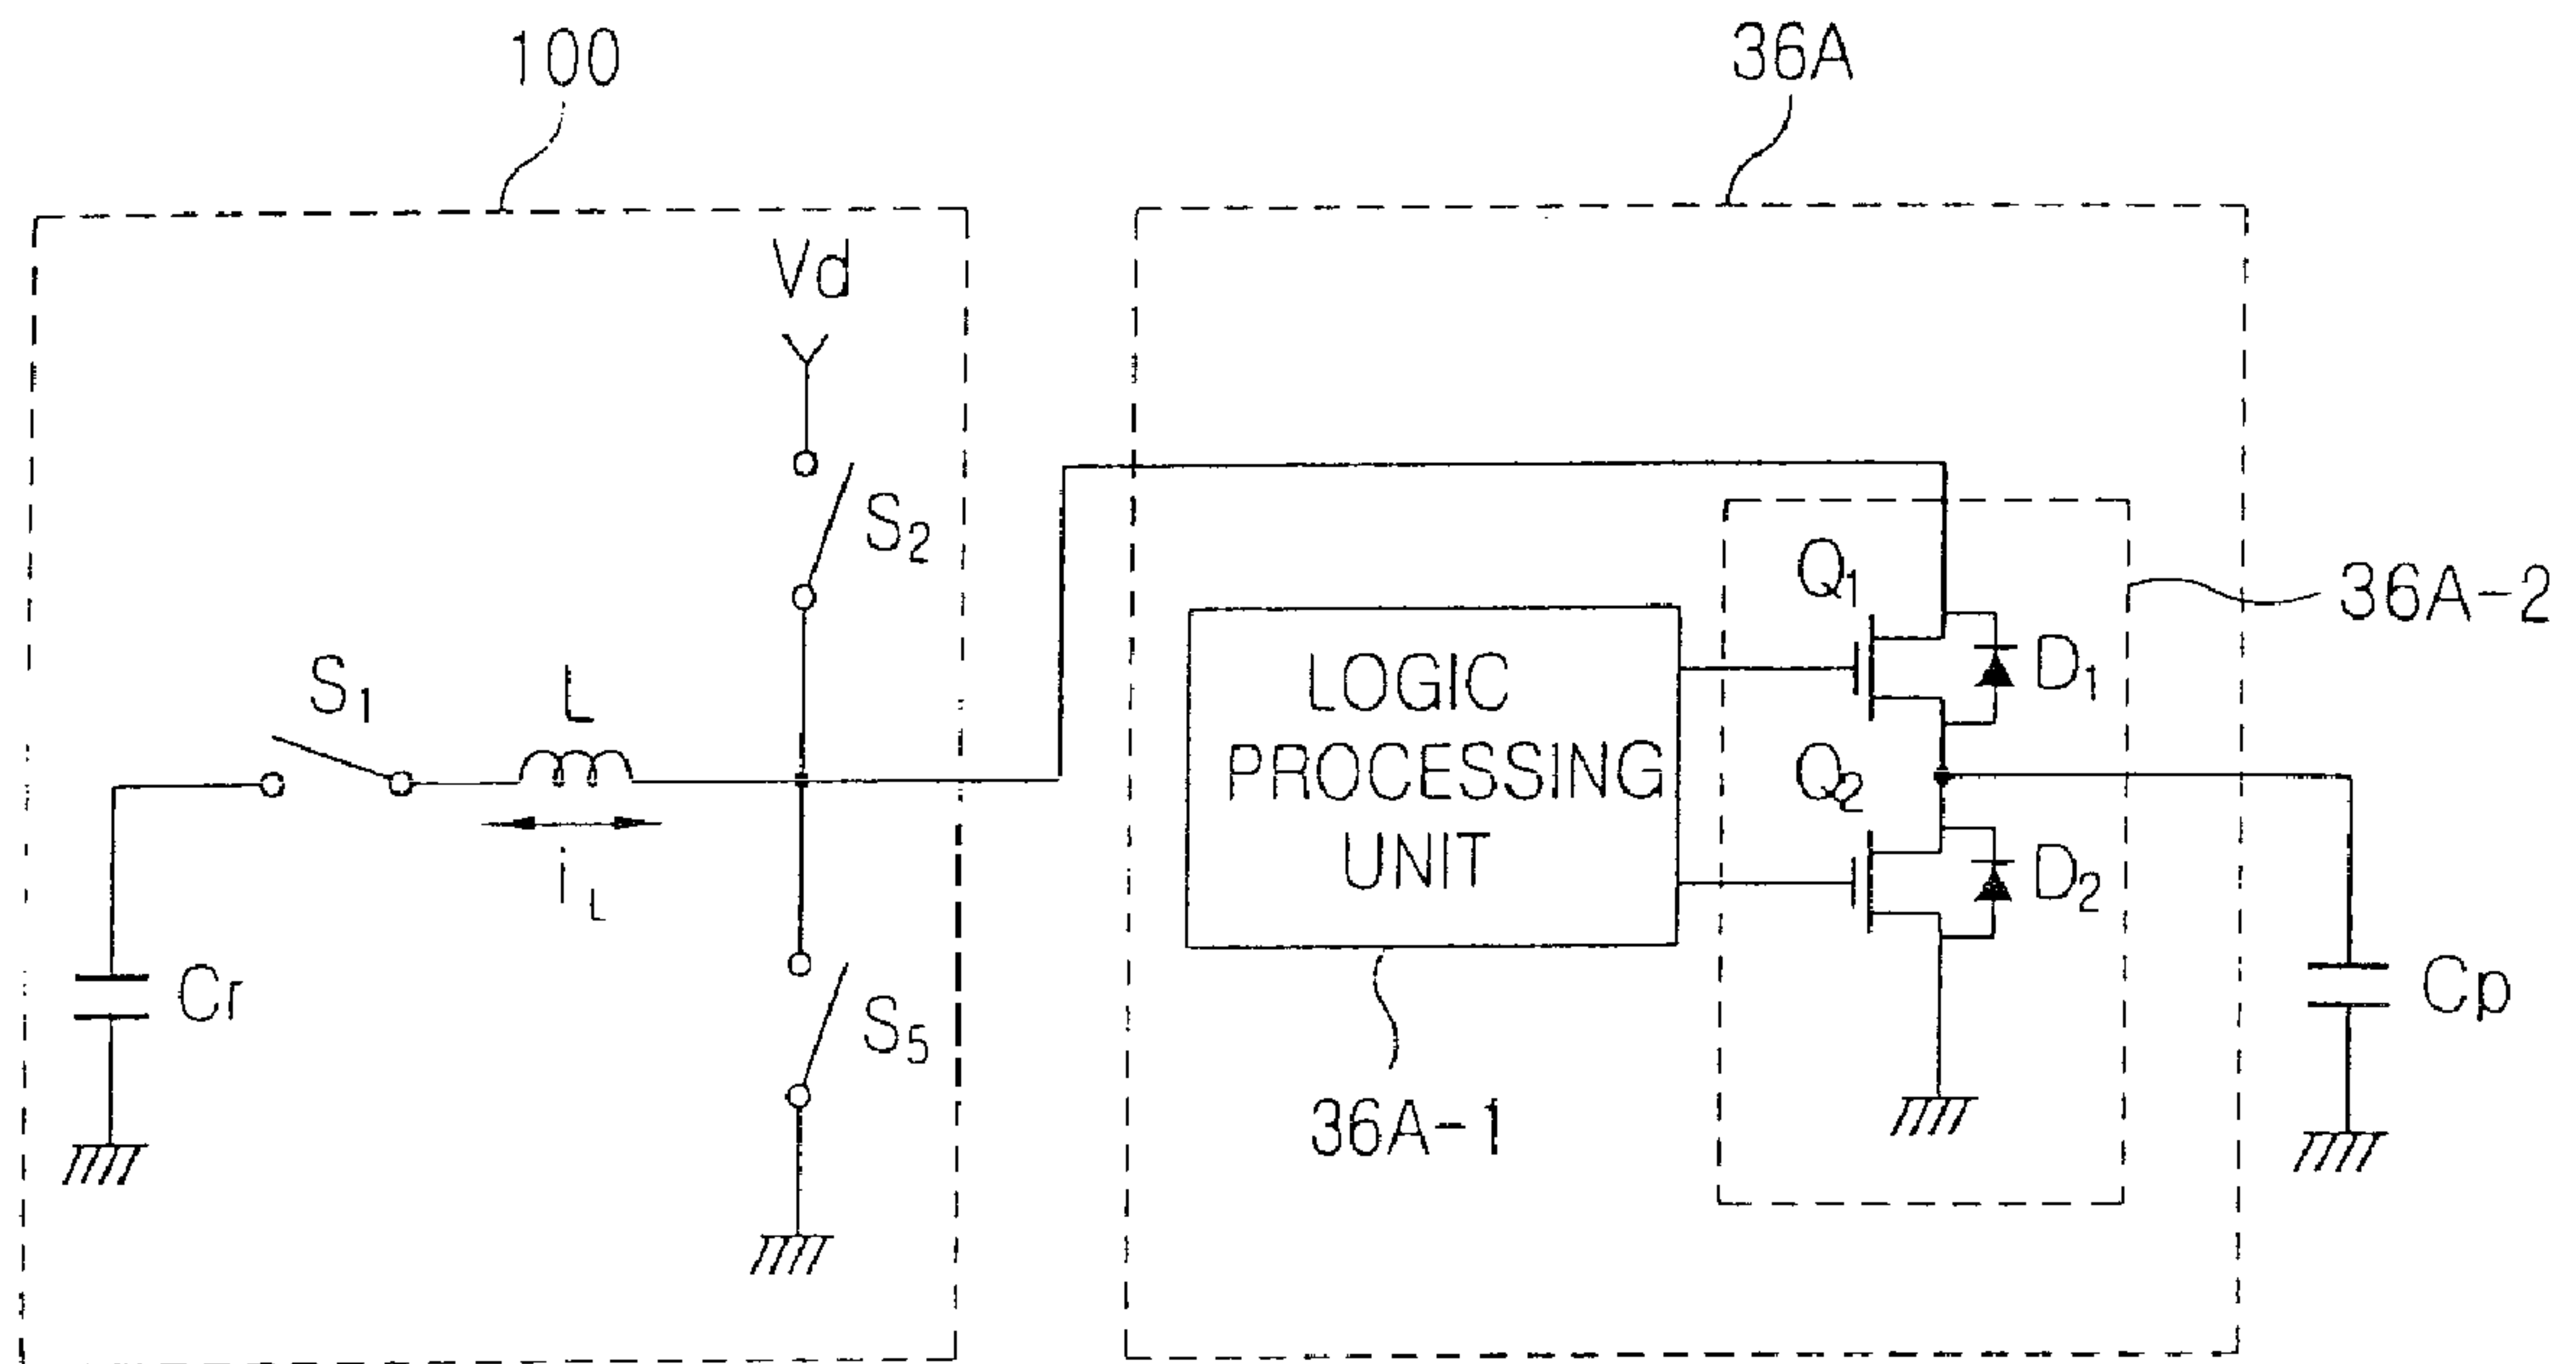 100
36A
Vd
S2
Q1
36A-2
S1
L
LOGIC
PROCESSING
UNIT
D1
Q2
iL
D2
Cr
S5
Cp
36A-1